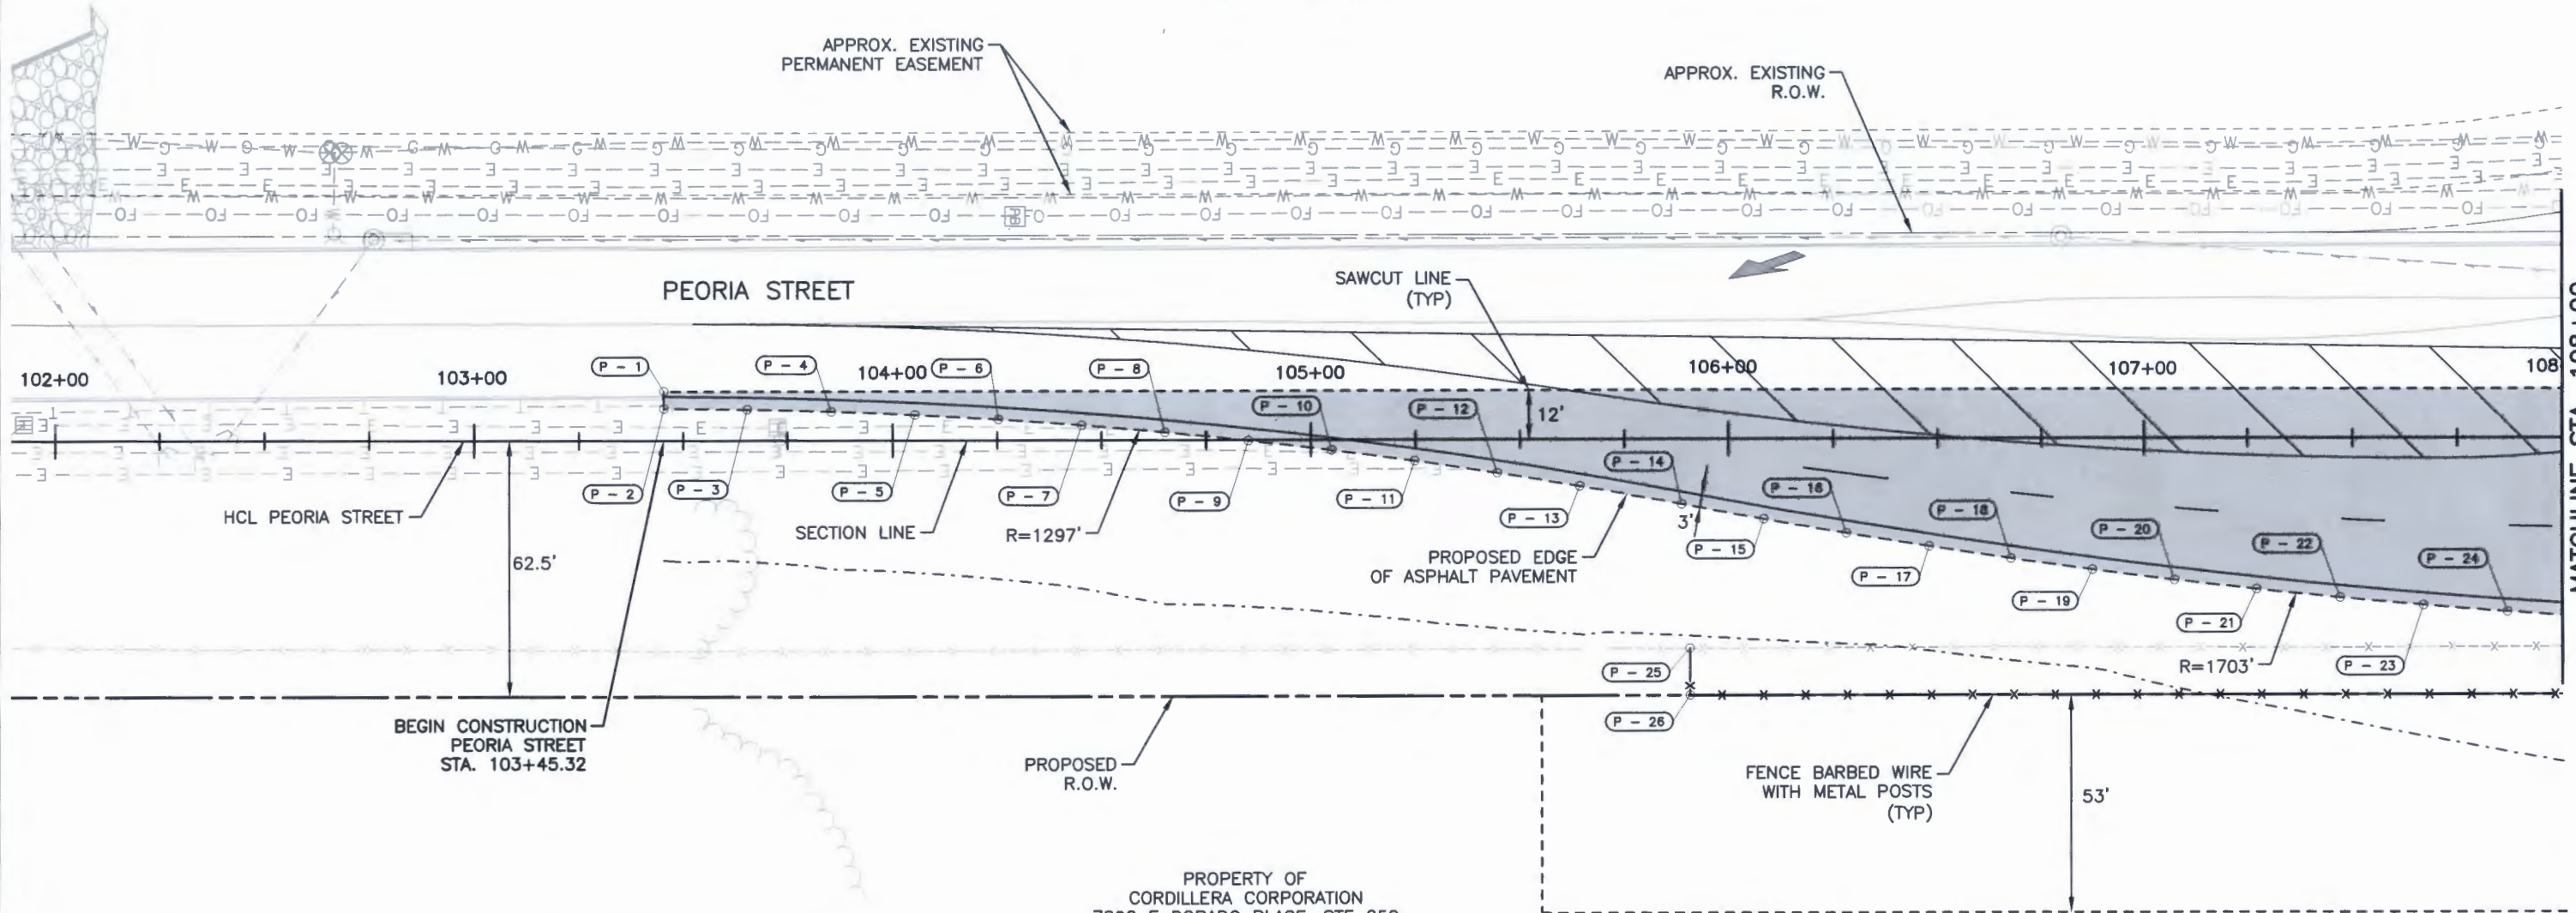 APPROX. EXISTING
PERMANENT EASEMENT
APPROX. EXISTING
R.O.W.
PEORIA STREET
SAWCUT LINE
(TYP)
102+00
103+00
104+00
105+00
106+00
107+00
108
P - 1
P - 4
P - 6
P - 8
P - 10
P - 12
12'
P - 2
P - 3
P - 5
P - 7
P - 9
P - 11
P - 13
P - 14
P - 16
P - 18
P - 20
P - 22
P - 24
3'
P - 15
P - 17
P - 19
P - 21
P - 23
HCL PEORIA STREET
SECTION LINE
R=1297'
PROPOSED EDGE
OF ASPHALT PAVEMENT
62.5'
R=1703'
P - 25
P - 26
BEGIN CONSTRUCTION
PEORIA STREET
STA. 103+45.32
PROPOSED
R.O.W.
FENCE BARBED WIRE
WITH METAL POSTS
(TYP)
53'
PROPERTY OF
CORDILLERA CORPORATION